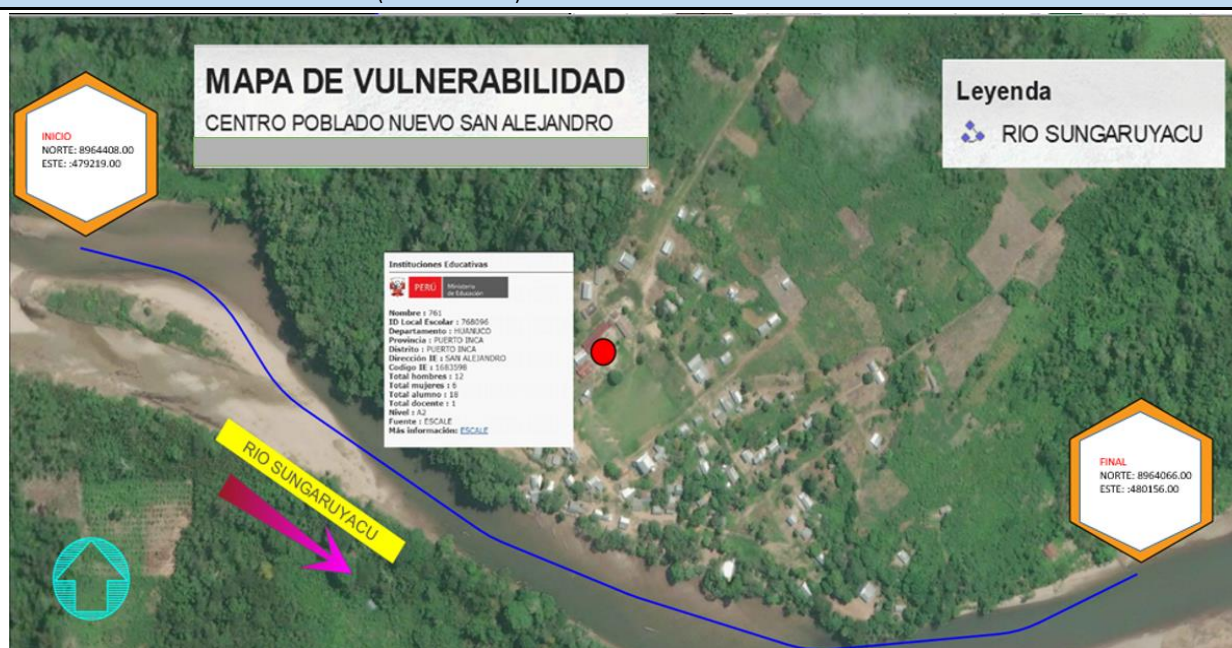 MAPA DE VULNERABILIDAD
CENTRO POBLADO NUEVO SAN ALEJANDRO
Leyenda
RIO SUNGARUYACU
INICIO
NORTE: 8964408.00
ESTE: :479219.00
Instituciones Educativas
PERÚ Ministerio
de Educación
Nombre : 761
ID Local Escolar : 768096
Departamento : HUANUCO
Provincia : PUERTO INCA
Distrito : PUERTO INCA
Dirección IE : SAN ALEJANDRO
Codigo IE : 1683598
Total hombres : 12
Total mujeres : 6
Total alumno : 18
Total docente : 1
Nivel : A2
Fuente : ESCALE
Más información: ESCALE
RIO SUNGARUYACU
FINAL
NORTE: 8964066.00
ESTE: :480156.00